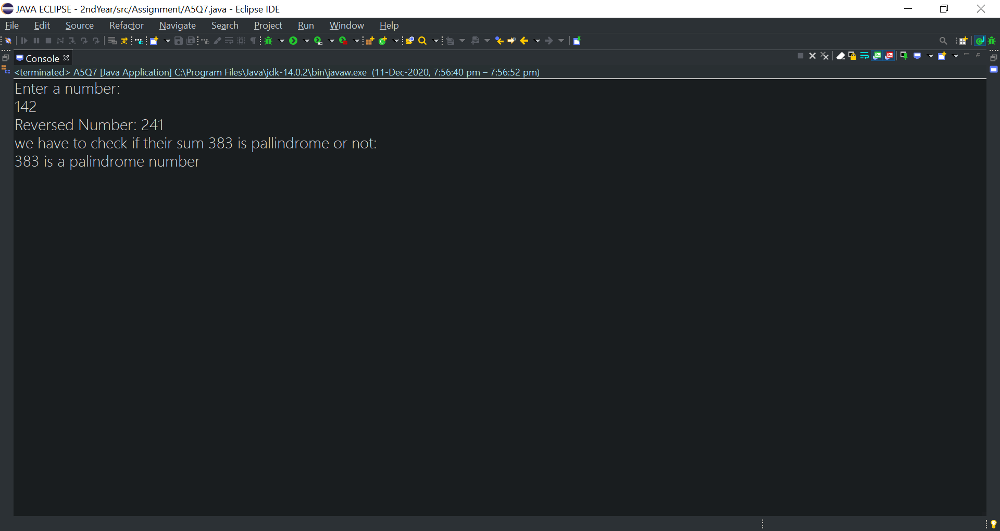 JAVA ECLIPSE - 2ndYear/src/Assignment/A5Q7.java - Eclipse IDE
File Edit Source Refactor Navigate Search Project Run Window Help
Console
<terminated> A5Q7 [Java Application] C:\Program Files\Java\jdk-14.0.2\bin\javaw.exe (11-Dec-2020, 7:56:40 pm – 7:56:52 pm)
Enter a number:
142
Reversed Number: 241
we have to check if their sum 383 is pallindrome or not:
383 is a palindrome number